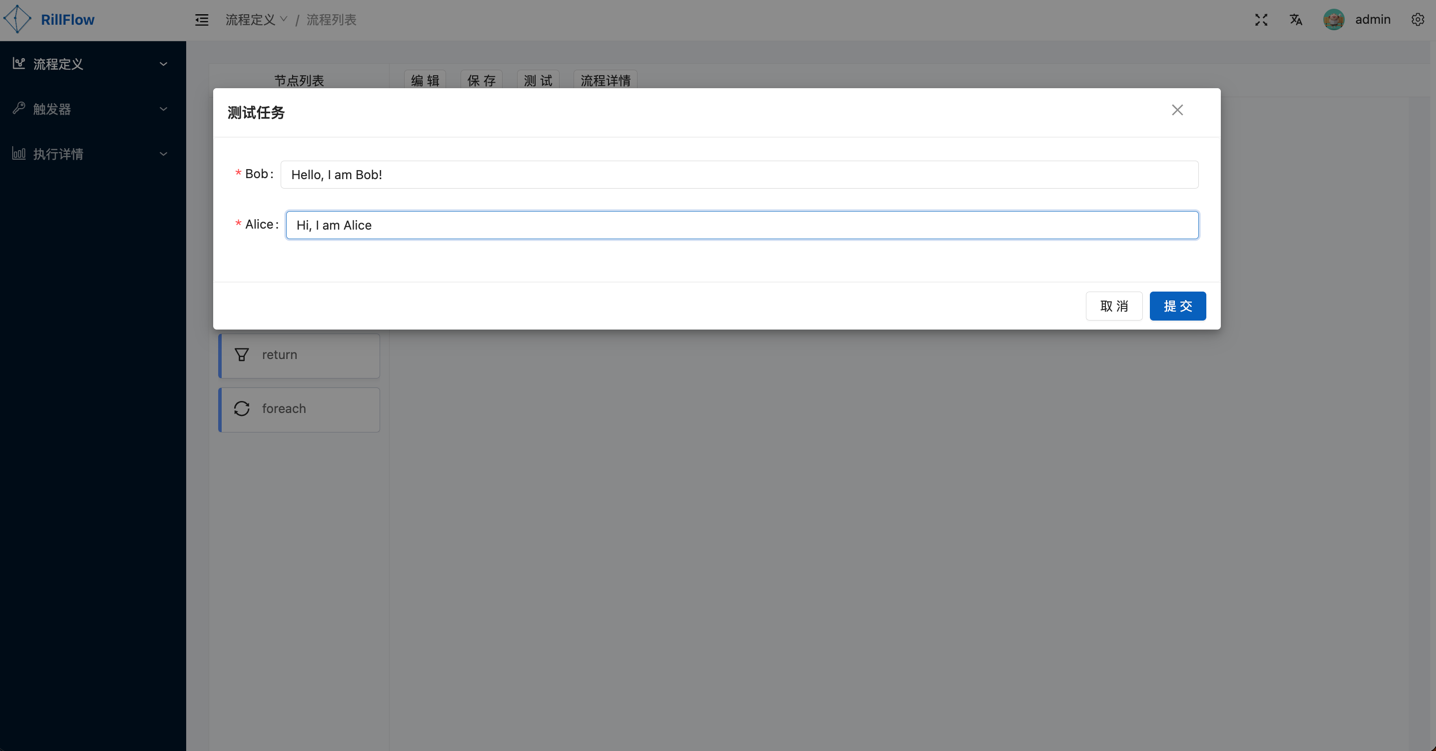 RillFlow
流程定义 / 流程列表
admin
流程定义
触发器
执行详情
节点列表
编 辑 保 存 测 试 流程详情
测试任务
* Bob: Hello, I am Bob!
* Alice: Hi, I am Alice
取 消 提 交
return
foreach